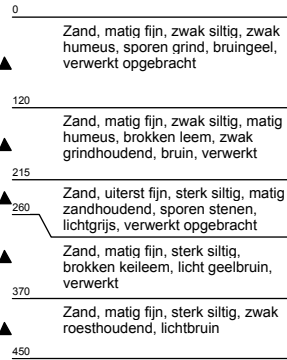 0
Zand, matig fijn, zwak siltig, zwak
humeus, sporen grind, bruingeel,
verwerkt opgebracht
120
Zand, matig fijn, zwak siltig, matig
humeus, brokken leem, zwak
grindhoudend, bruin, verwerkt
215
Zand, uiterst fijn, sterk siltig, matig
zandhoudend, sporen stenen,
lichtgrijs, verwerkt opgebracht
260
Zand, matig fijn, sterk siltig,
brokken keileem, licht geelbruin,
verwerkt
370
Zand, matig fijn, sterk siltig, zwak
roesthoudend, lichtbruin
450